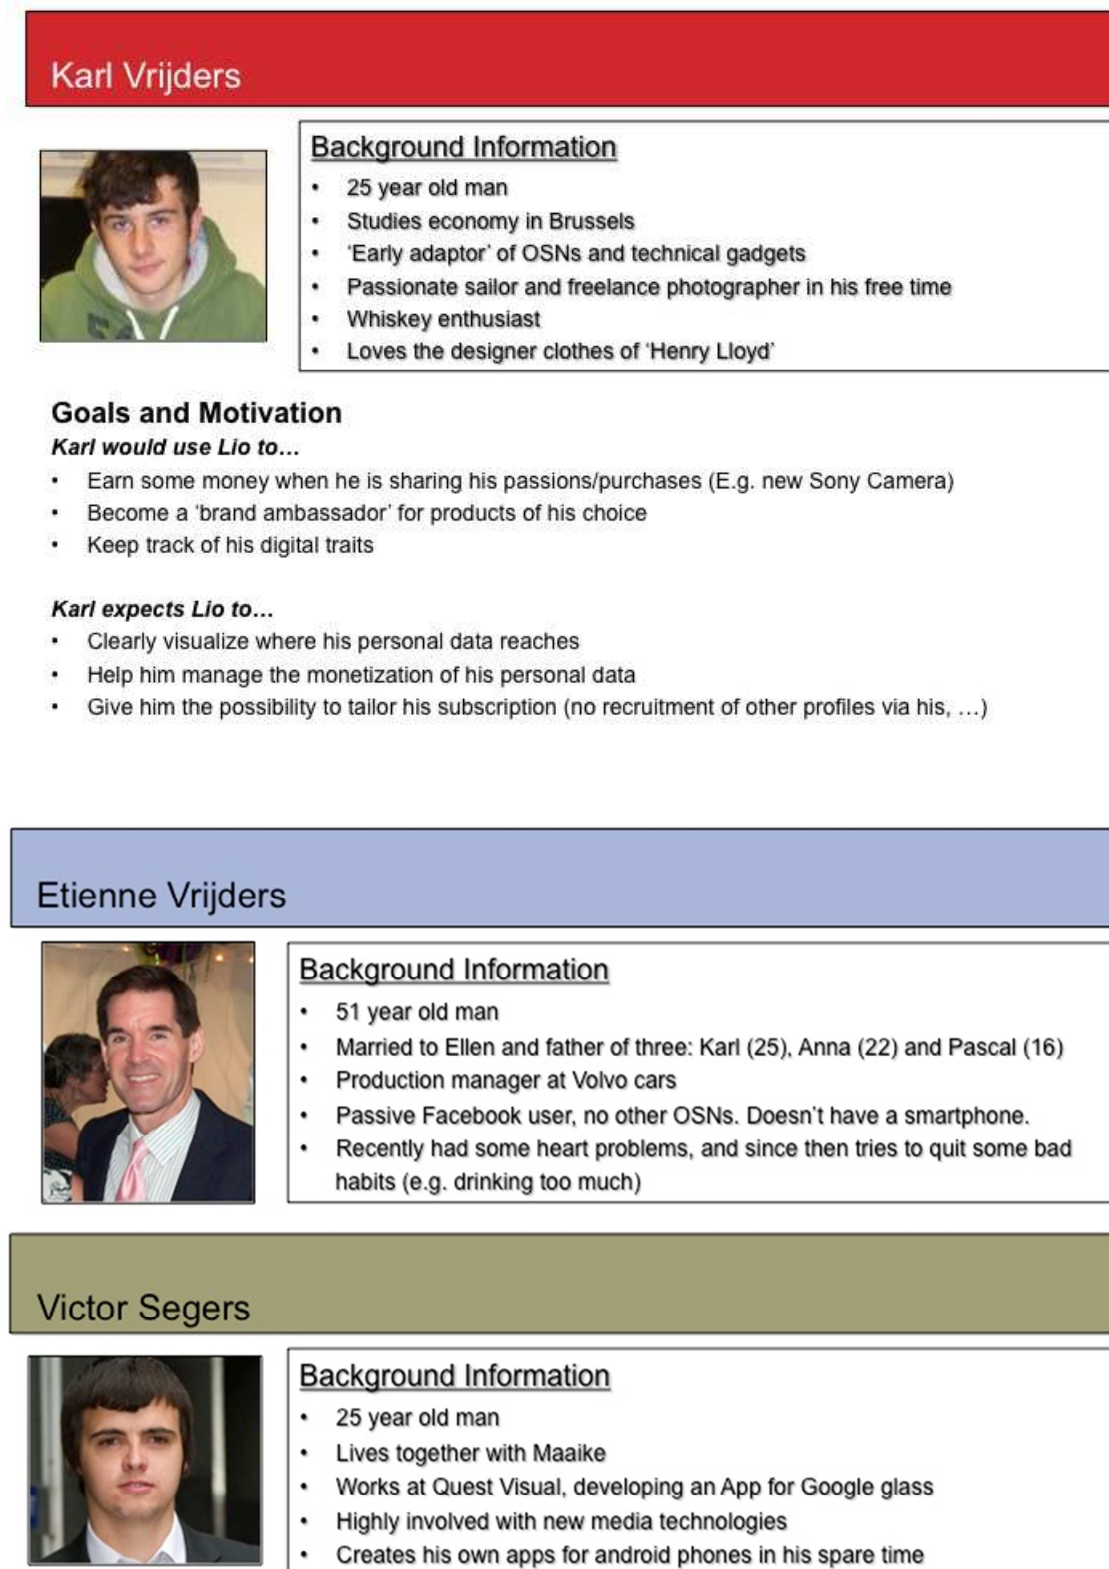 Karl Vrijders
Background Information
• 25 year old man
• Studies economy in Brussels
• ‘Early adaptor’ of OSNs and technical gadgets
• Passionate sailor and freelance photographer in his free time
• Whiskey enthusiast
• Loves the designer clothes of ‘Henry Lloyd’
Goals and Motivation
Karl would use Lio to…
• Earn some money when he is sharing his passions/purchases (E.g. new Sony Camera)
• Become a ‘brand ambassador’ for products of his choice
• Keep track of his digital traits
Karl expects Lio to…
• Clearly visualize where his personal data reaches
• Help him manage the monetization of his personal data
• Give him the possibility to tailor his subscription (no recruitment of other profiles via his, …)
Etienne Vrijders
Background Information
• 51 year old man
• Married to Ellen and father of three: Karl (25), Anna (22) and Pascal (16)
• Production manager at Volvo cars
• Passive Facebook user, no other OSNs. Doesn’t have a smartphone.
• Recently had some heart problems, and since then tries to quit some bad
habits (e.g. drinking too much)
Victor Segers
Background Information
• 25 year old man
• Lives together with Maaike
• Works at Quest Visual, developing an App for Google glass
• Highly involved with new media technologies
• Creates his own apps for android phones in his spare time